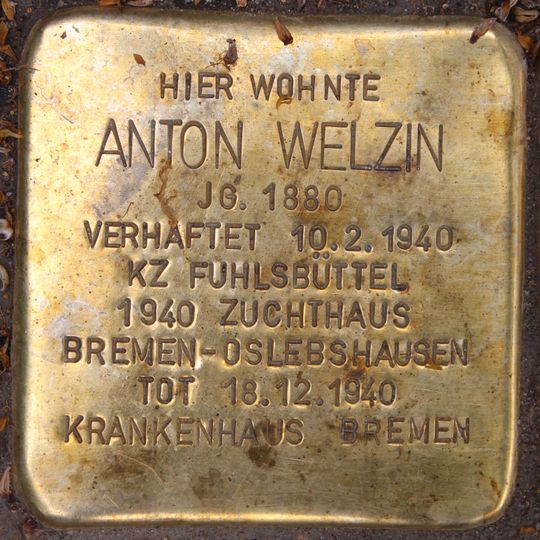 HIER WOHNTE
ANTON WELZIN
JG. 1880
VERHAFTET 10.2.1940
KZ FUHLSBÜTTEL
1940 ZUCHTHAUS
BREMEN-OSLEBSHAUSEN
TOT 18.12.1940
KRANKENHAUS BREMEN